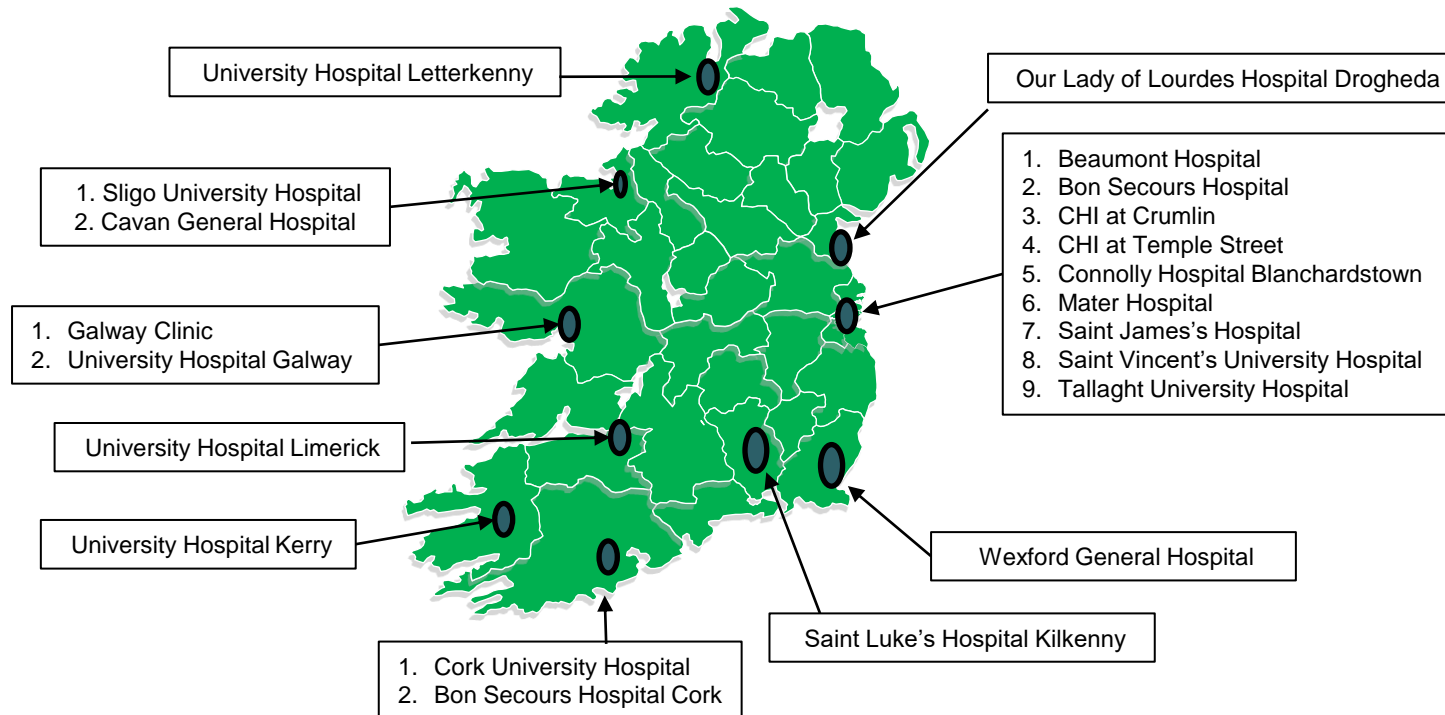 University Hospital Letterkenny
Our Lady of Lourdes Hospital Drogheda
1. Sligo University Hospital
2. Cavan General Hospital
1. Beaumont Hospital
2. Bon Secours Hospital
3. CHI at Crumlin
4. CHI at Temple Street
5. Connolly Hospital Blanchardstown
6. Mater Hospital
7. Saint James’s Hospital
8. Saint Vincent’s University Hospital
9. Tallaght University Hospital
1. Galway Clinic
2. University Hospital Galway
University Hospital Limerick
University Hospital Kerry
Wexford General Hospital
Saint Luke’s Hospital Kilkenny
1. Cork University Hospital
2. Bon Secours Hospital Cork